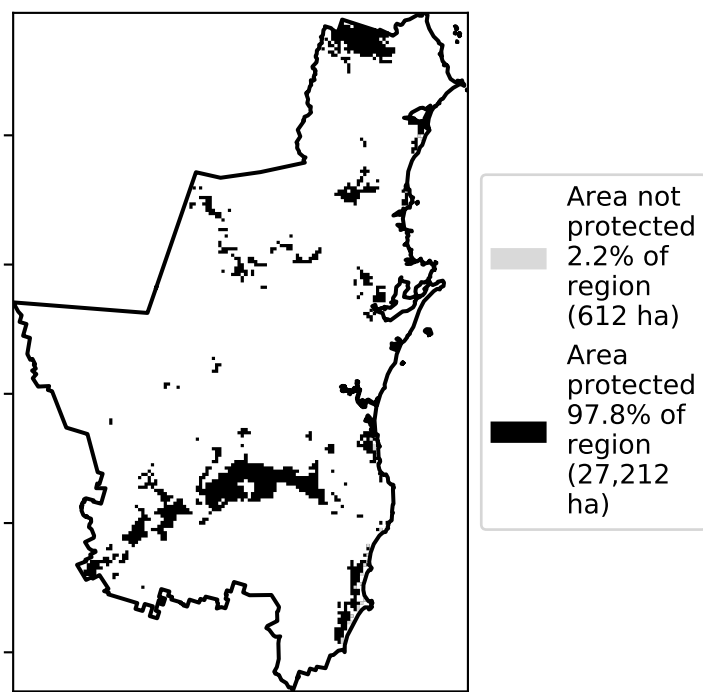 Area not
protected
2.2% of
region
(612 ha)
Area
protected
97.8% of
region
(27,212
ha)